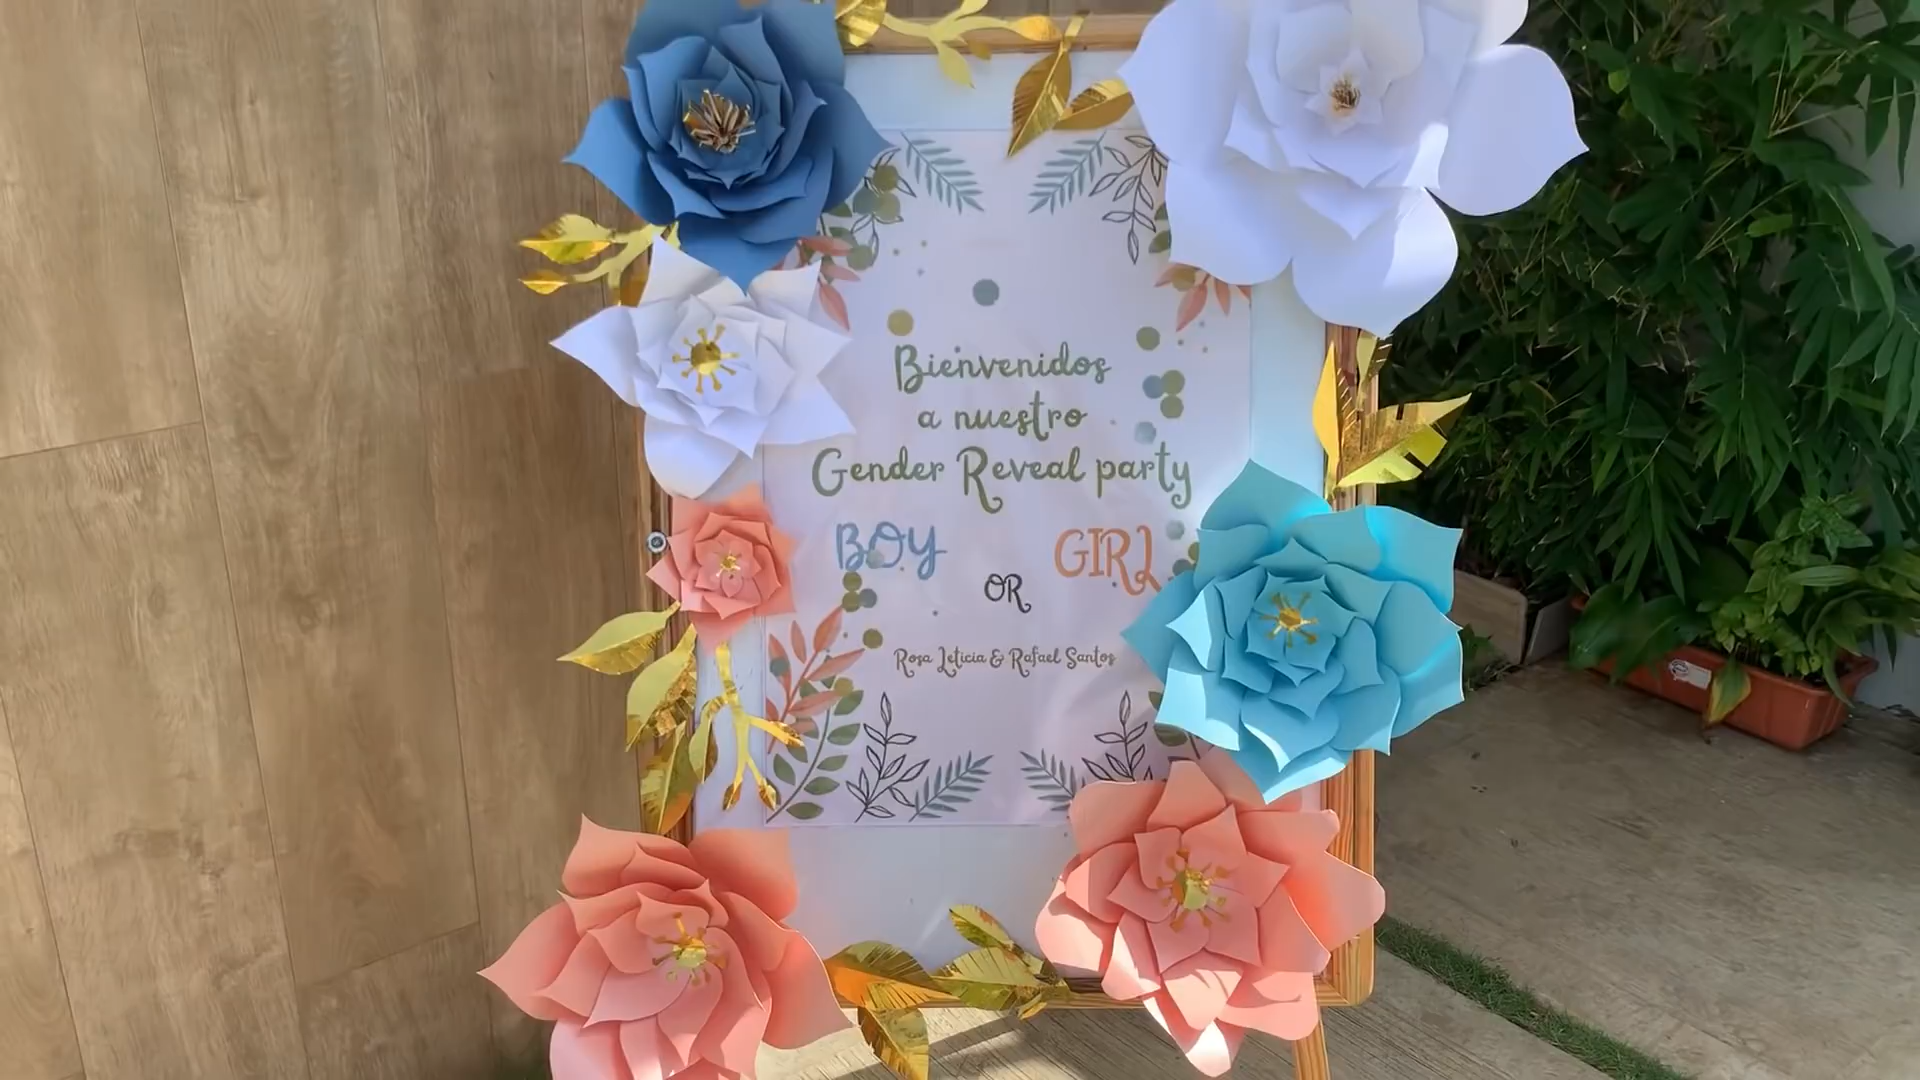 Bienvenidos
a nuestro
Gender Reveal party
BOY
GIRL
OR
Rosa Leticia & Rafael Santos